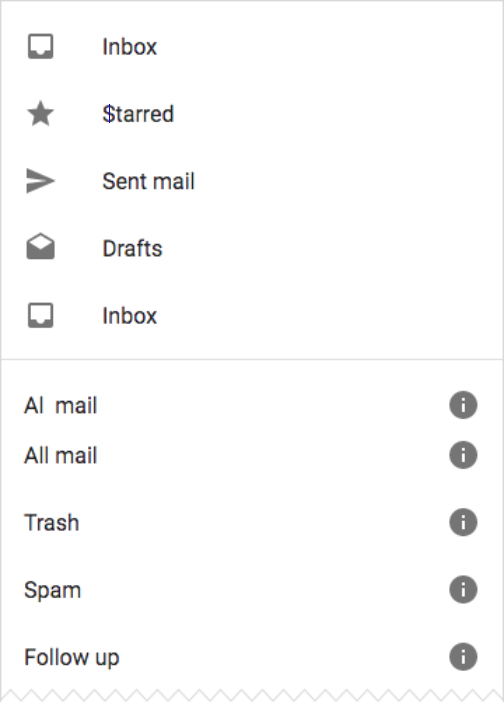 Inbox
$tarred
Sent mail
Drafts
Inbox
Al mail
All mail
Trash
Spam
Follow up